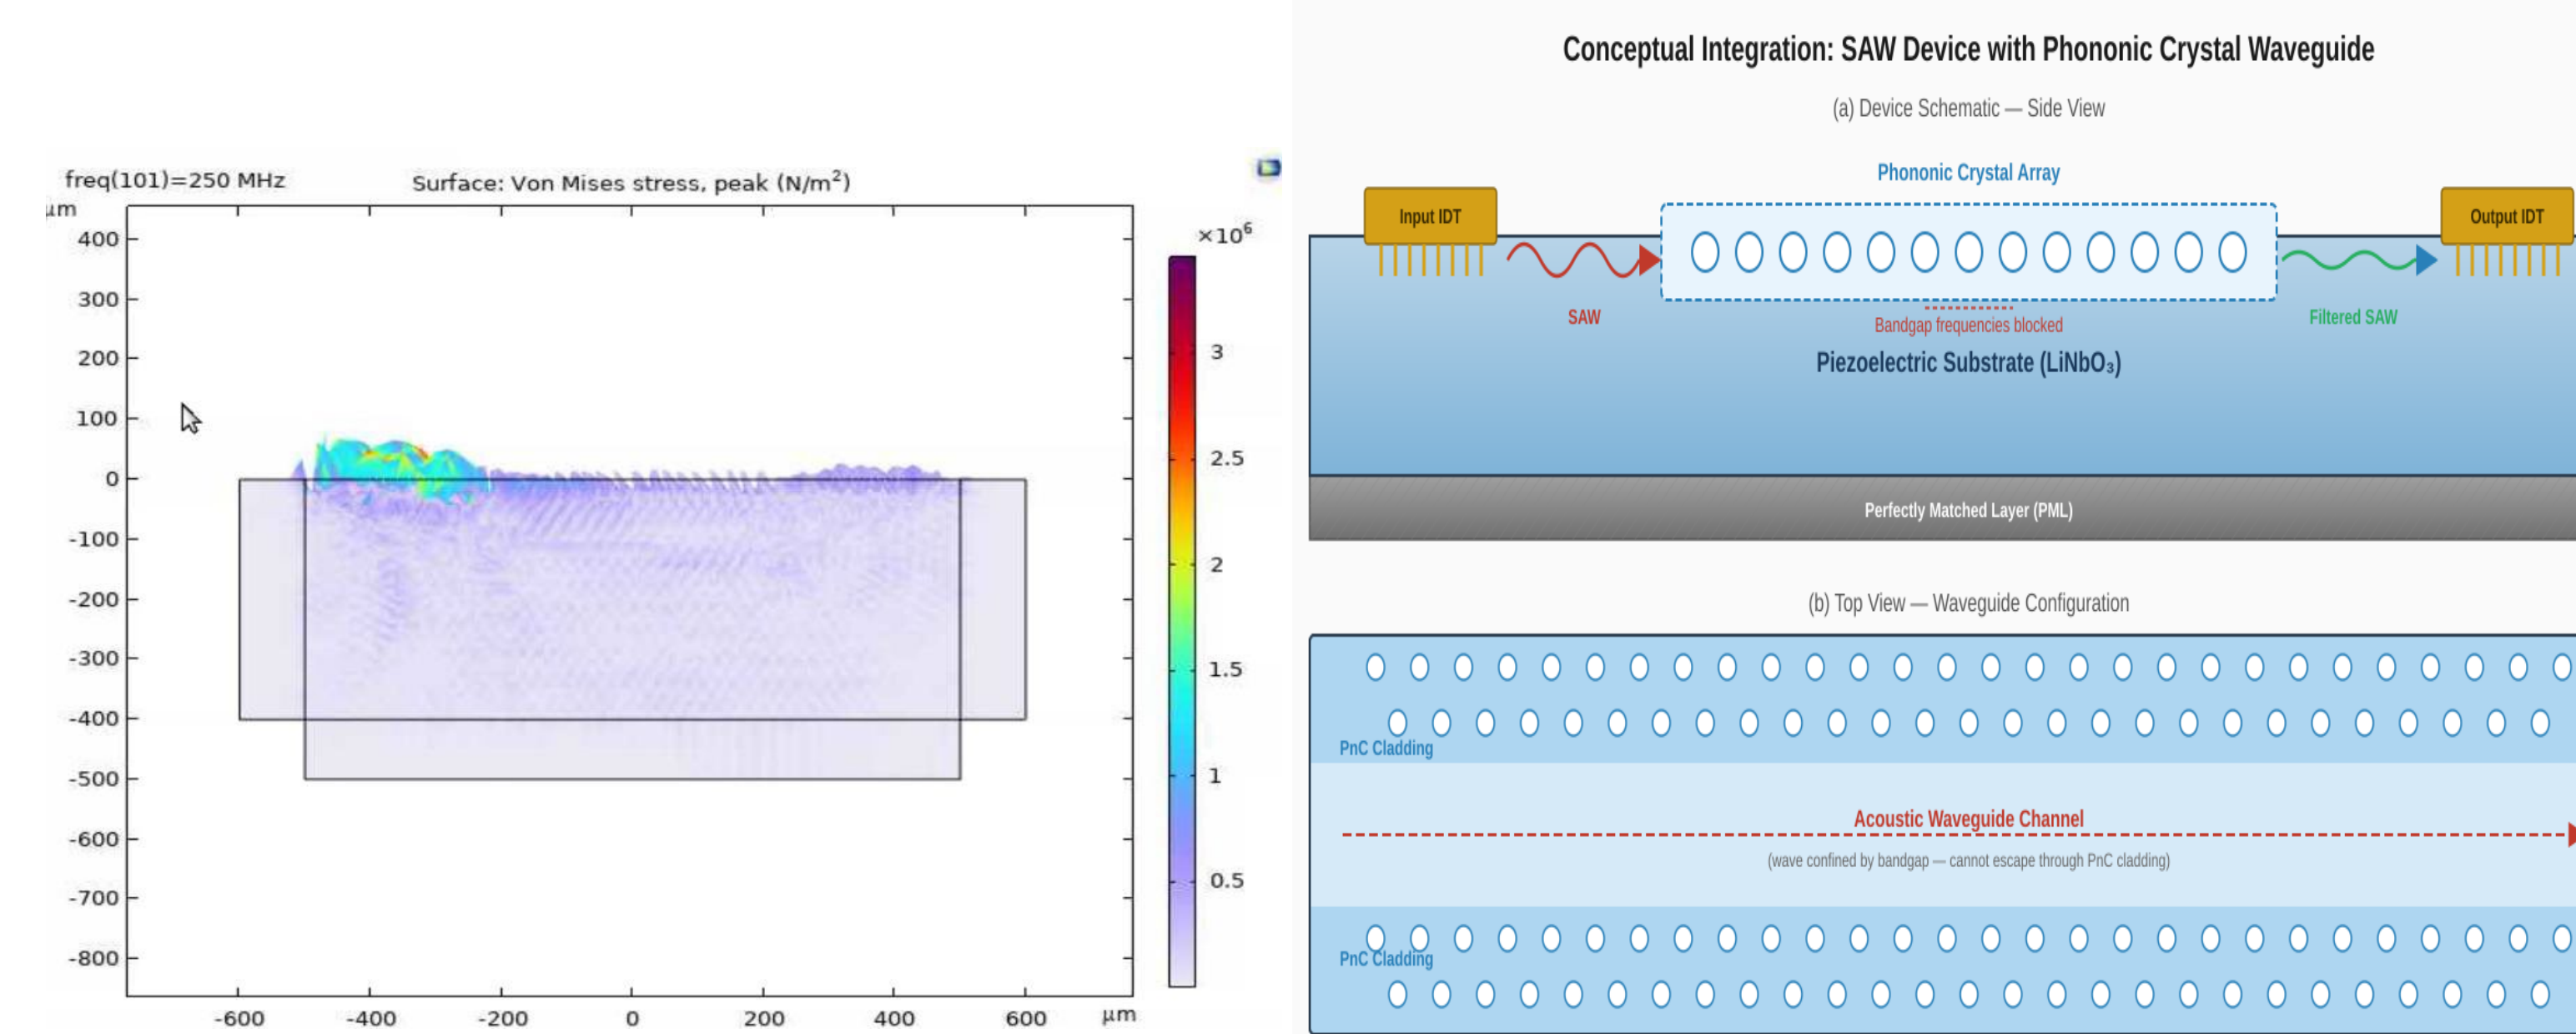 freq(101)=250 MHz
Surface: Von Mises stress, peak (N/m²)
µm
400
300
200
100
0
-100
-200
-300
-400
-500
-600
-700
-800
-600
-400
-200
0
200
400
600
µm
×10⁶
3
2.5
2
1.5
1
0.5
Conceptual Integration: SAW Device with Phononic Crystal Waveguide
(a) Device Schematic — Side View
Phononic Crystal Array
Input IDT
Output IDT
SAW
Bandgap frequencies blocked
Filtered SAW
Piezoelectric Substrate (LiNbO₃)
Perfectly Matched Layer (PML)
(b) Top View — Waveguide Configuration
PnC Cladding
Acoustic Waveguide Channel
(wave confined by bandgap — cannot escape through PnC cladding)
PnC Cladding